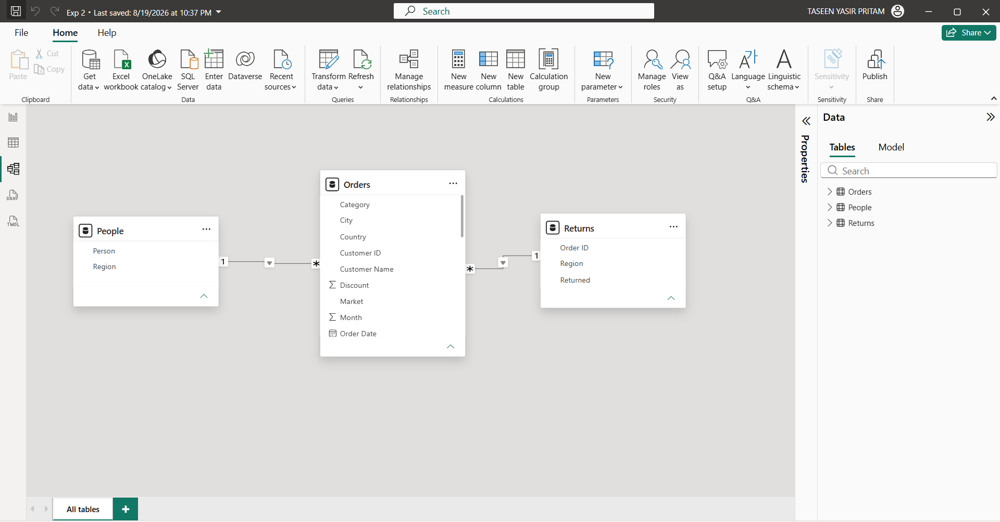 Exp 2 • Last saved: 8/19/2026 at 10:37 PM
Search
TASEEN YASIR PRITAM
File
Home
Help
Share
Paste
Cut
Copy
Clipboard
Get data
Excel workbook
OneLake catalog
SQL Server
Enter data
Dataverse
Recent sources
Data
Transform data
Refresh
Queries
Manage relationships
Relationships
New measure
New column
New table
Calculation group
Calculations
New parameter
Parameters
Manage roles
View as
Security
Q&A setup
Language
Linguistic schema
Q&A
Sensitivity
Sensitivity
Publish
Share
DAX
TMDL
People
Person
Region
1
*
Orders
Category
City
Country
Customer ID
Customer Name
Σ Discount
Market
Σ Month
Order Date
*
1
Returns
Order ID
Region
Returned
Properties
Data
Tables
Model
Search
Orders
People
Returns
All tables
+